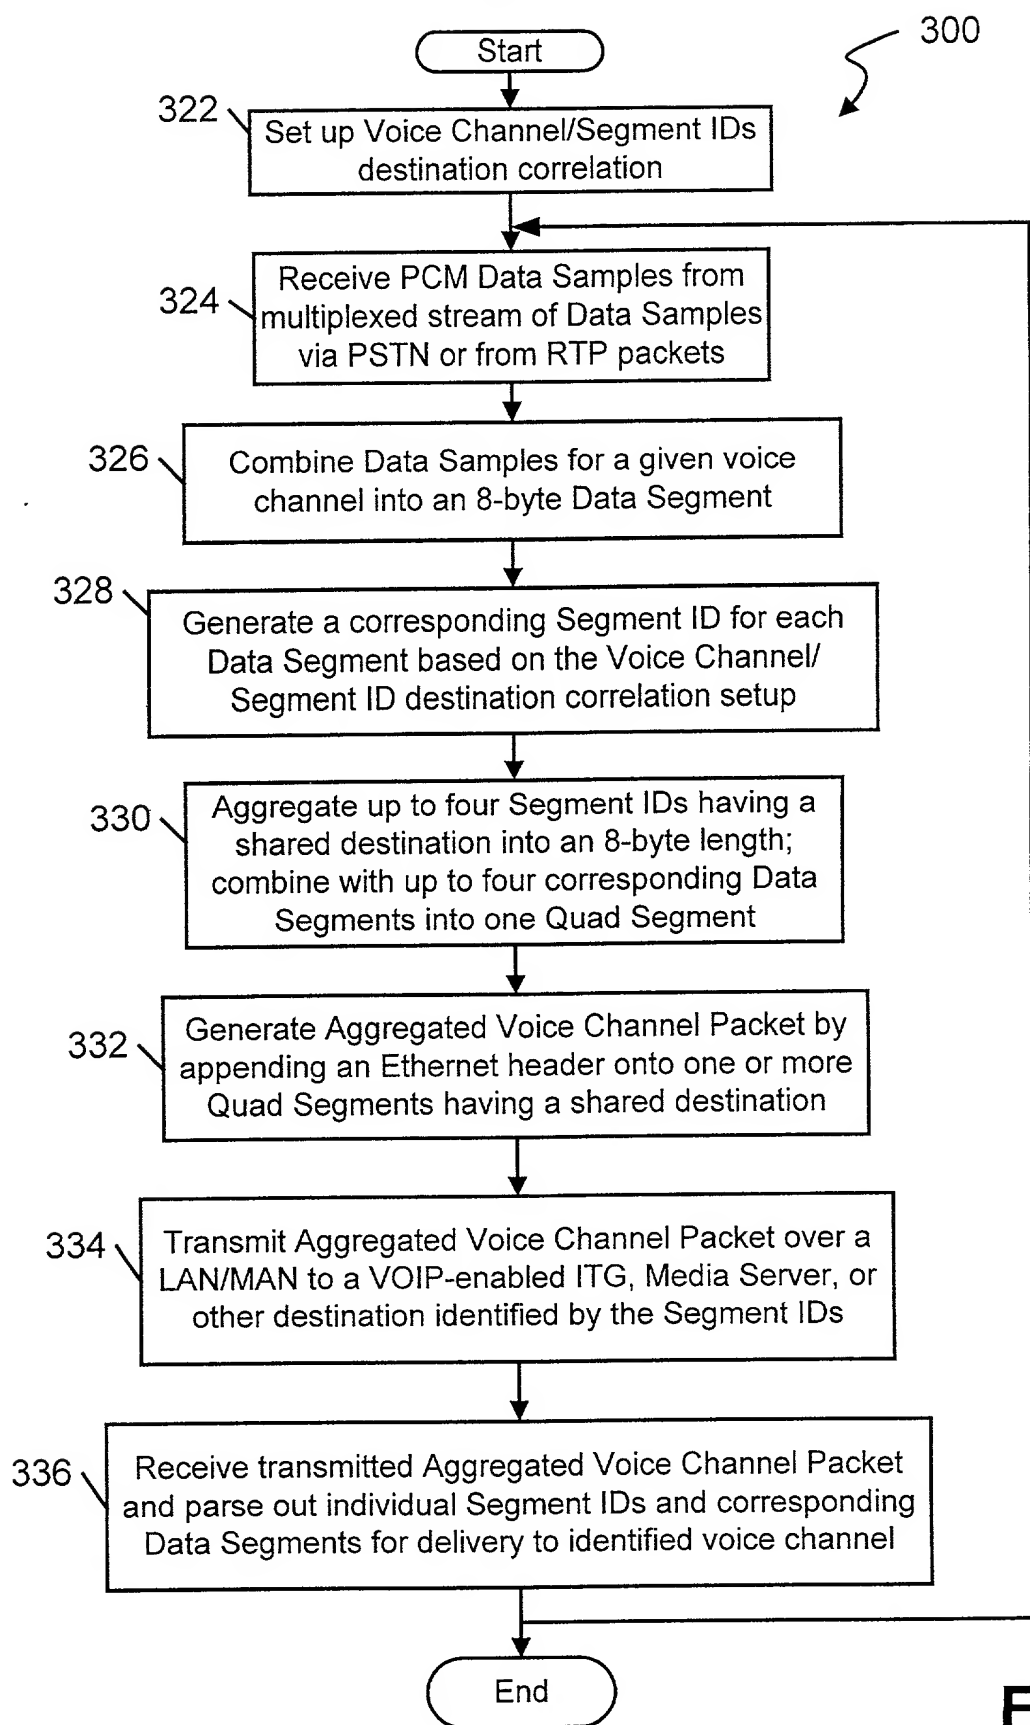 Start
300
322
Set up Voice Channel/Segment IDs
destination correlation
324
Receive PCM Data Samples from
multiplexed stream of Data Samples
via PSTN or from RTP packets
326
Combine Data Samples for a given voice
channel into an 8-byte Data Segment
328
Generate a corresponding Segment ID for each
Data Segment based on the Voice Channel/
Segment ID destination correlation setup
330
Aggregate up to four Segment IDs having a
shared destination into an 8-byte length;
combine with up to four corresponding Data
Segments into one Quad Segment
332
Generate Aggregated Voice Channel Packet by
appending an Ethernet header onto one or more
Quad Segments having a shared destination
334
Transmit Aggregated Voice Channel Packet over a
LAN/MAN to a VOIP-enabled ITG, Media Server, or
other destination identified by the Segment IDs
336
Receive transmitted Aggregated Voice Channel Packet
and parse out individual Segment IDs and corresponding
Data Segments for delivery to identified voice channel
End